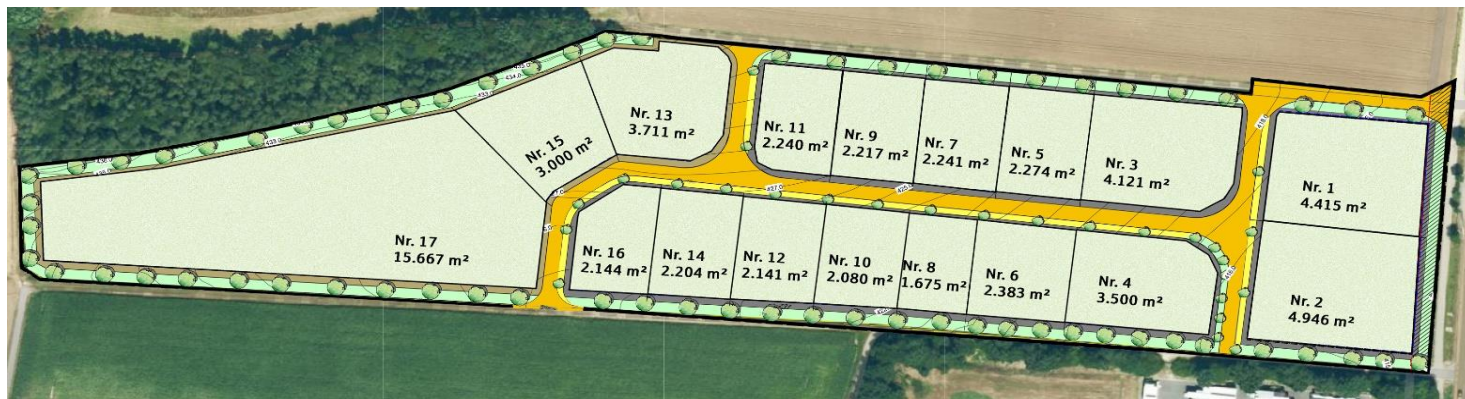 Nr. 13
3.711 m²
Nr. 15
3.000 m²
Nr. 11
2.240 m²
Nr. 9
2.217 m²
Nr. 7
2.241 m²
Nr. 5
2.274 m²
Nr. 3
4.121 m²
Nr. 1
4.415 m²
Nr. 17
15.667 m²
Nr. 16
2.144 m²
Nr. 14
2.204 m²
Nr. 12
2.141 m²
Nr. 10
2.080 m²
Nr. 8
1.675 m²
Nr. 6
2.383 m²
Nr. 4
3.500 m²
Nr. 2
4.946 m²
434,0
427,0